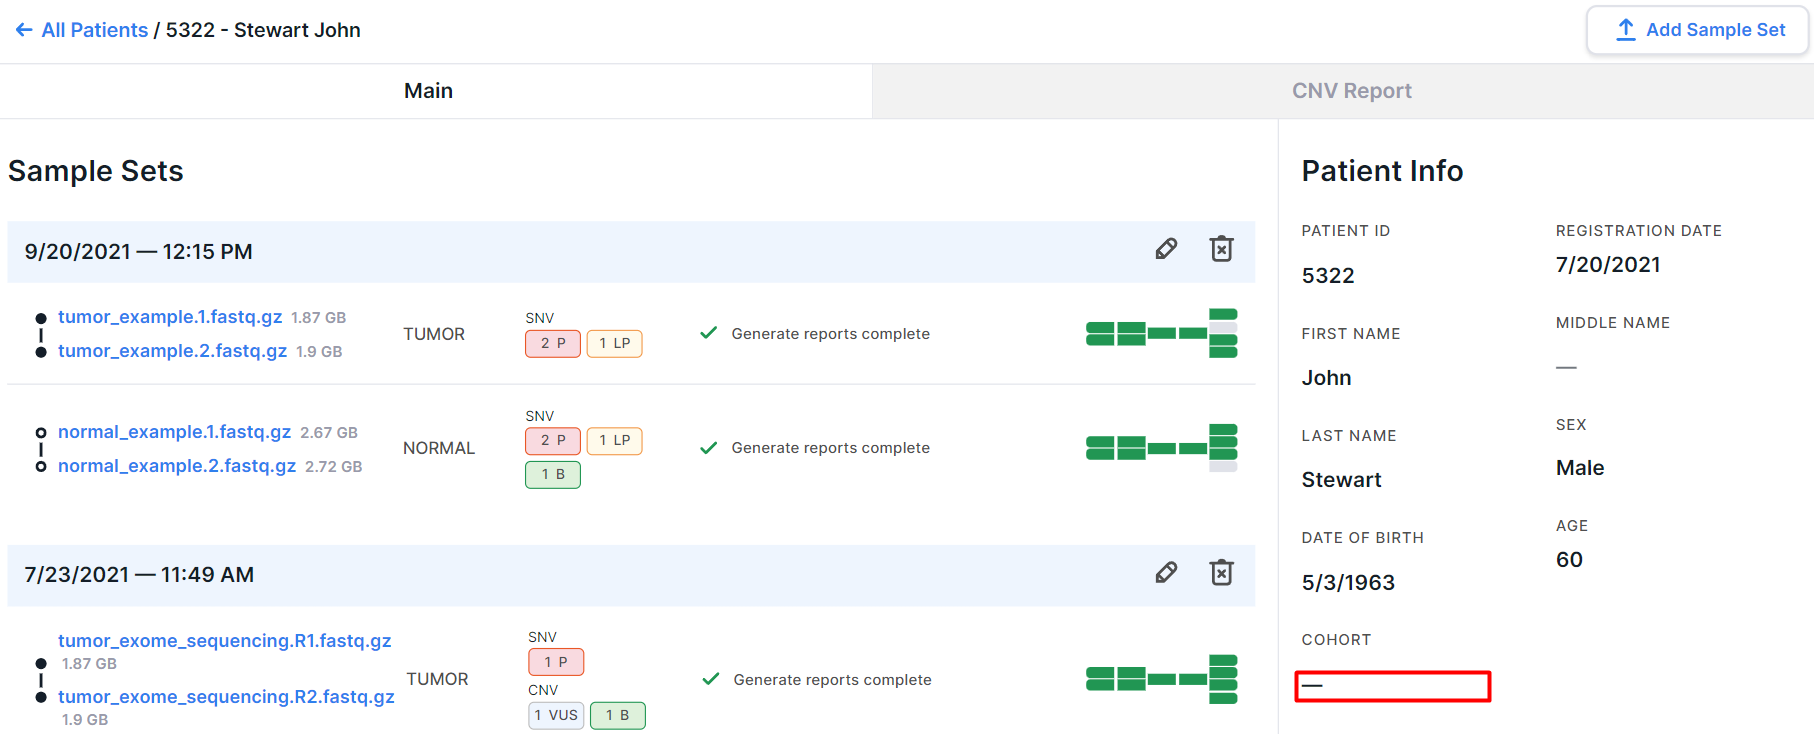 ← All Patients / 5322 - Stewart John
Add Sample Set
Main
CNV Report
Sample Sets
9/20/2021 — 12:15 PM
tumor_example.1.fastq.gz 1.87 GB
tumor_example.2.fastq.gz 1.9 GB
TUMOR
SNV
2 P
1 LP
Generate reports complete
normal_example.1.fastq.gz 2.67 GB
normal_example.2.fastq.gz 2.72 GB
NORMAL
SNV
2 P
1 LP
1 B
Generate reports complete
7/23/2021 — 11:49 AM
tumor_exome_sequencing.R1.fastq.gz
1.87 GB
tumor_exome_sequencing.R2.fastq.gz
1.9 GB
TUMOR
SNV
1 P
CNV
1 VUS
1 B
Generate reports complete
Patient Info
PATIENT ID
5322
REGISTRATION DATE
7/20/2021
FIRST NAME
John
MIDDLE NAME
—
LAST NAME
Stewart
SEX
Male
DATE OF BIRTH
5/3/1963
AGE
60
COHORT
—